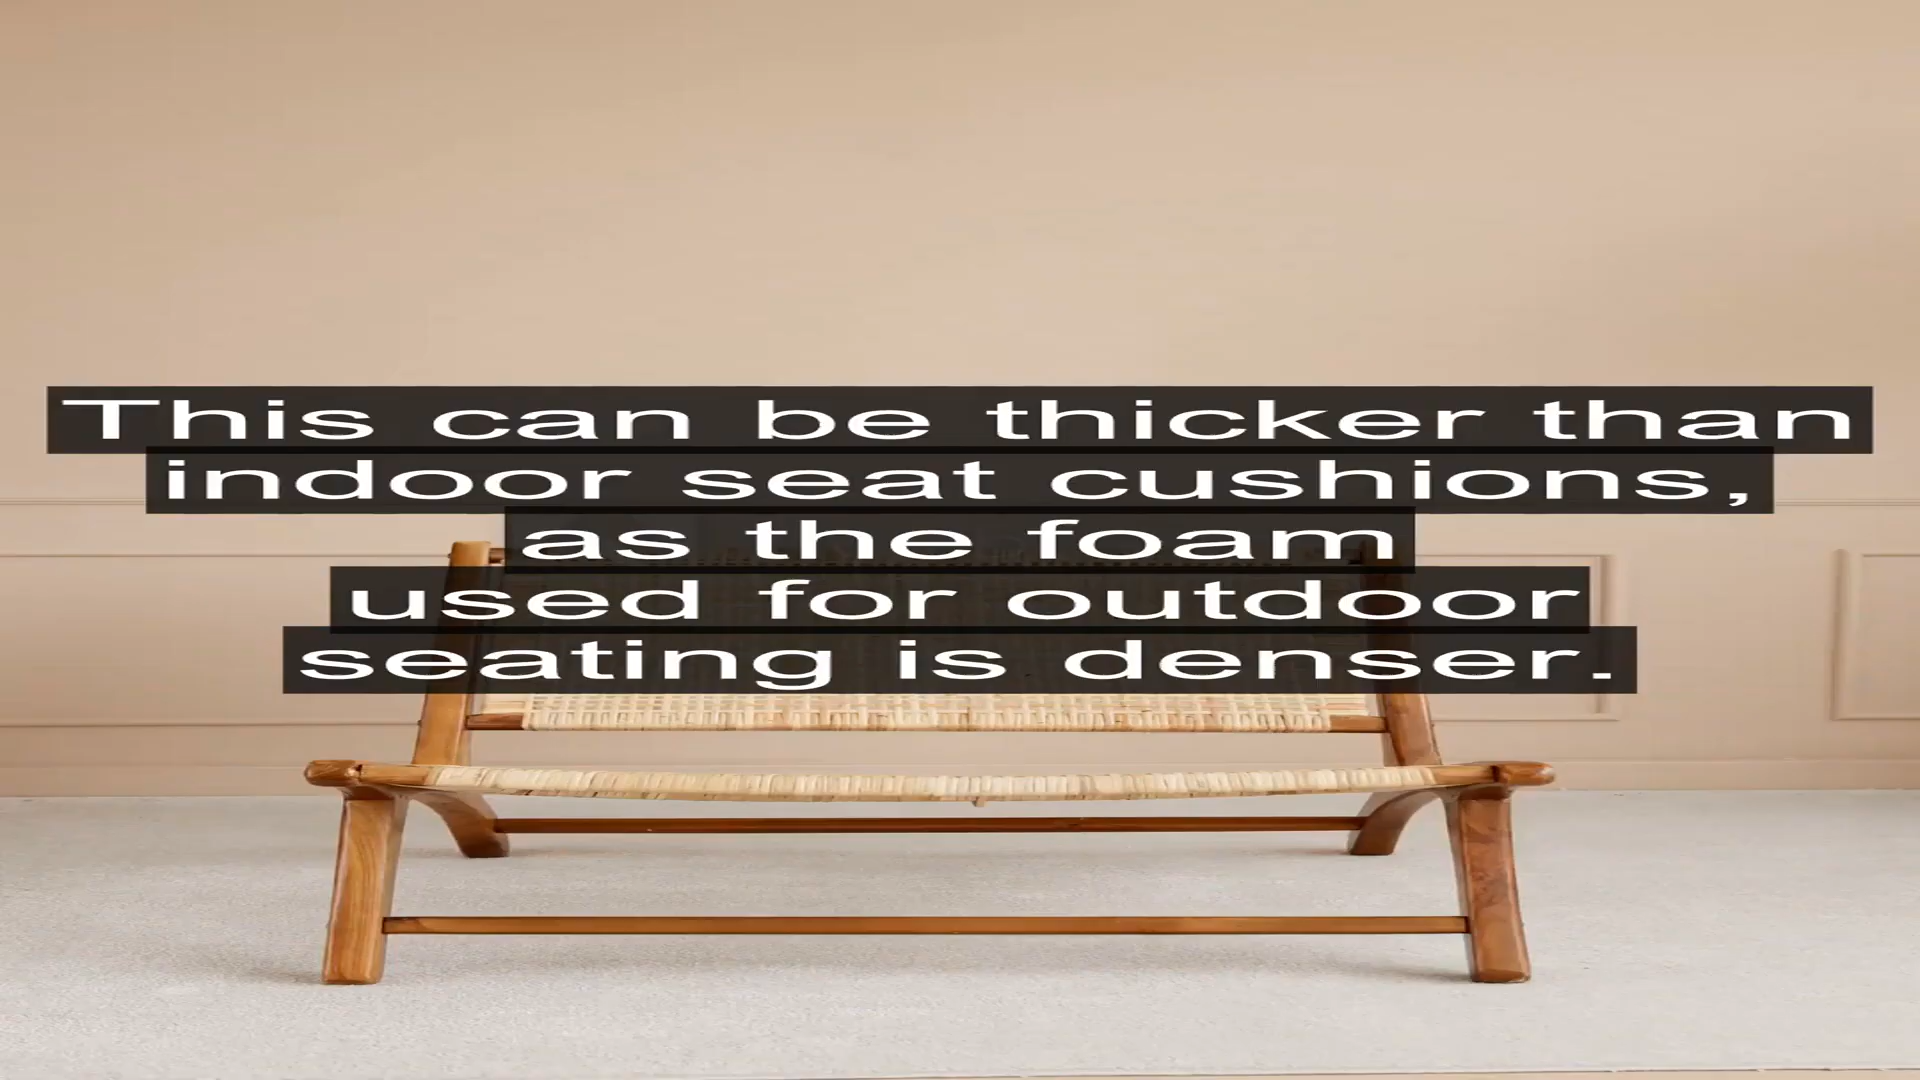 This can be thicker than
indoor seat cushions,
as the foam
used for outdoor
seating is denser.